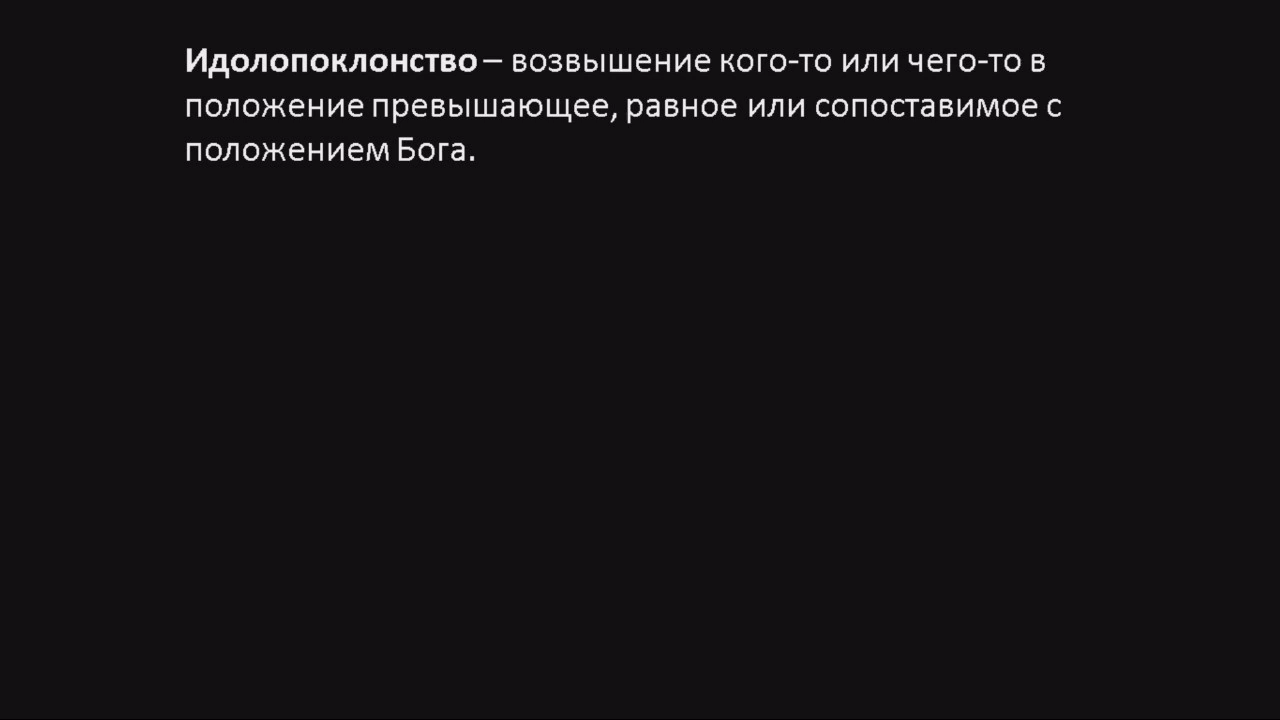 Идолопоклонство – возвышение кого-то или чего-то в
положение превышающее, равное или сопоставимое с
положением Бога.